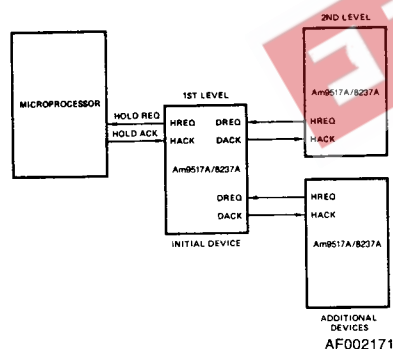 2ND LEVEL
1ST LEVEL
MICROPROCESSOR
Am9517A/8237A
HOLD REQ
HREQ
DREQ
HREQ
HOLD ACK
HACK
DACK
HACK
Am9517A/8237A
DREQ
HREQ
DACK
HACK
INITIAL DEVICE
Am9517A/8237A
ADDITIONAL
DEVICES
AF002171